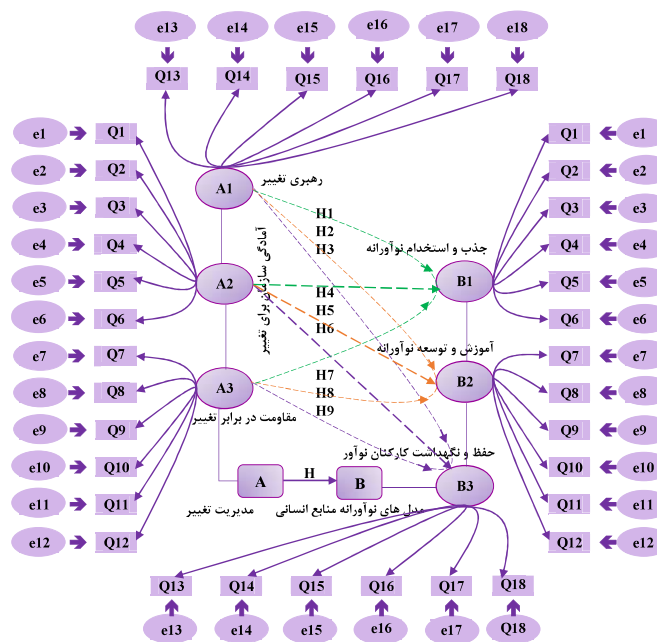 e13 e14 e15 e16 e17 e18
Q13 Q14 Q15 Q16 Q17 Q18
e1 Q1 Q1 e1
e2 Q2 Q2 e2
A1 رهبری تغییر
e3 Q3 H1 Q3 e3
H2
e4 Q4 H3 جذب و استخدام نوآورانه Q4 e4
آمادگی سازمان برای تغییر
e5 Q5 A2 B1 Q5 e5
H4
H5
e6 Q6 H6 Q6 e6
آموزش و توسعه نوآورانه
e7 Q7 Q7 e7
H7
e8 Q8 A3 H8 B2 Q8 e8
H9
مقاومت در برابر تغییر
e9 Q9 Q9 e9
حفظ و نگهداشت کارکنان نوآور
e10 Q10 Q10 e10
A H B B3
e11 Q11 Q11 e11
مدیریت تغییر مدل های نوآورانه منابع انسانی
e12 Q12 Q12 e12
Q13 Q14 Q15 Q16 Q17 Q18
e13 e14 e15 e16 e17 Q18